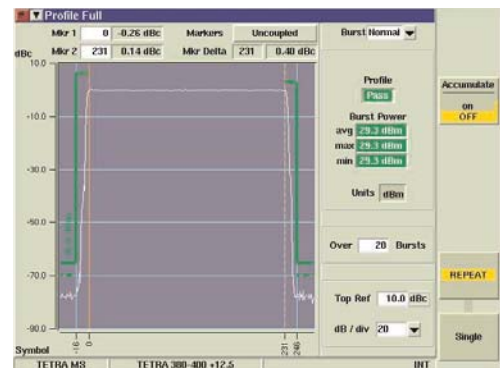 Profile Full
Mkr 1 0 -0.26 dBc Markers Uncoupled Burst Normal
dBc Mkr 2 231 0.14 dBc Mkr Delta 231 0.40 dBc
10.0
-10.0
-30.0
-50.0
-70.0
-90.0
Symbol -16 0 231 246
Profile
Pass
Burst Power
avg 29.3 dBm
max 29.3 dBm
min 29.3 dBm
Units dBm
Over 20 Bursts
Top Ref 10.0 dBc
dB / div 20
Accumulate
on
OFF
REPEAT
Single
TETRA MS TETRA 380-400 +12.5 INT